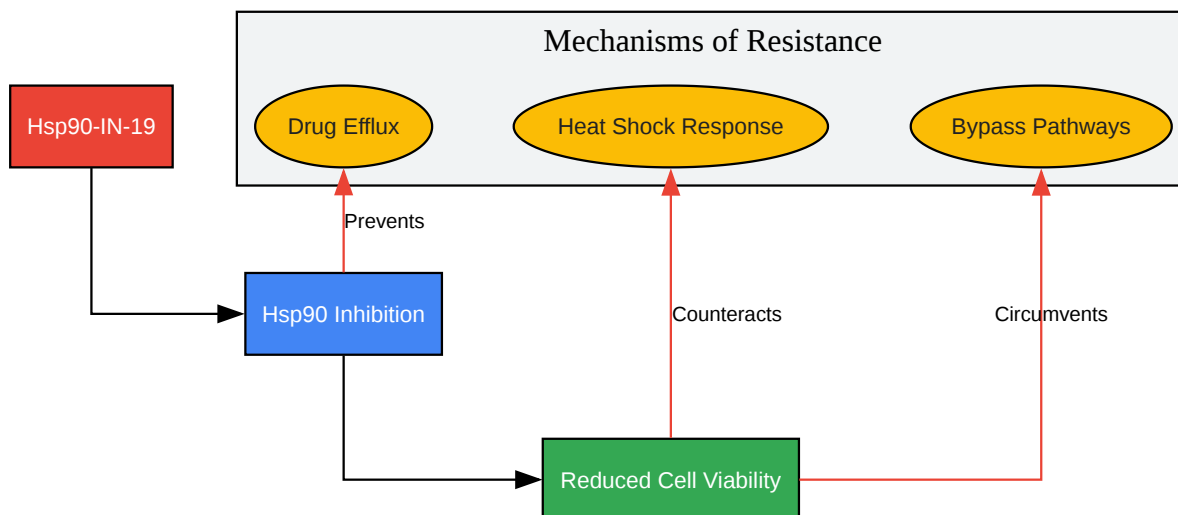 Mechanisms of Resistance
Hsp90-IN-19
Drug Efflux
Heat Shock Response
Bypass Pathways
Prevents
Hsp90 Inhibition
Counteracts
Circumvents
Reduced Cell Viability